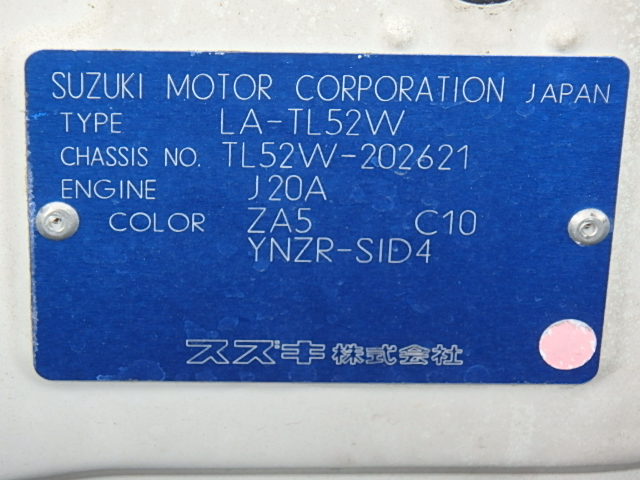 SUZUKI MOTOR CORPORATION JAPAN
TYPE LA-TL52W
CHASSIS NO. TL52W-202621
ENGINE J20A
COLOR ZA5 C10
YNZR-SID4
スズキ株式会社